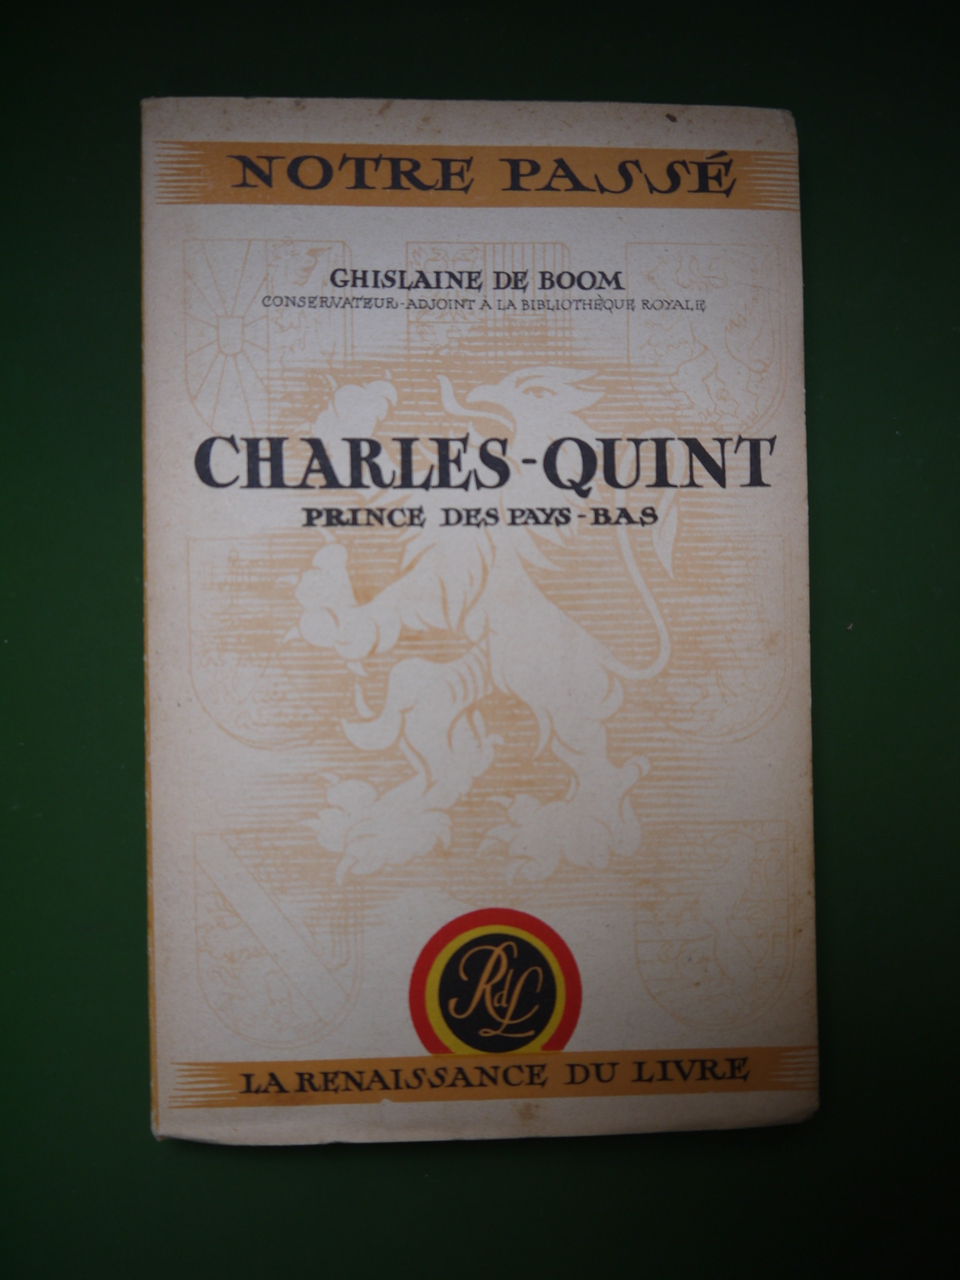 NOTRE PASSÉ
GHISLAINE DE BOOM
CONSERVATEUR-ADJOINT À LA BIBLIOTHÈQUE ROYALE
CHARLES-QUINT
PRINCE DES PAYS-BAS
RdL
LA RENAISSANCE DU LIVRE